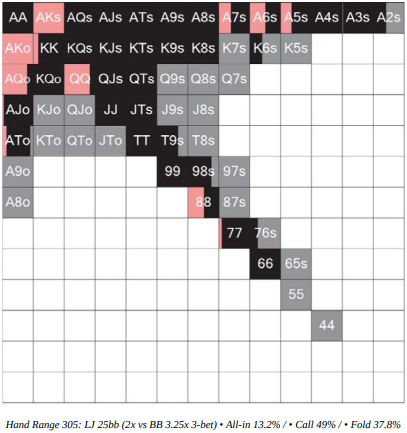 AA AKs AQs AJs ATs A9s A8s A7s A6s A5s A4s A3s A2s
AKo KK KQs KJs KTs K9s K8s K7s K6s K5s
AQo KQo QQ QJs QTs Q9s Q8s Q7s
AJo KJo QJo JJ JTs J9s J8s
ATo KTo QTo JTo TT T9s T8s
A9o 99 98s 97s
A8o 88 87s
77 76s
66 65s
55
44
Hand Range 305: LJ 25bb (2x vs BB 3.25x 3-bet) • All-in 13.2% / • Call 49% / • Fold 37.8%